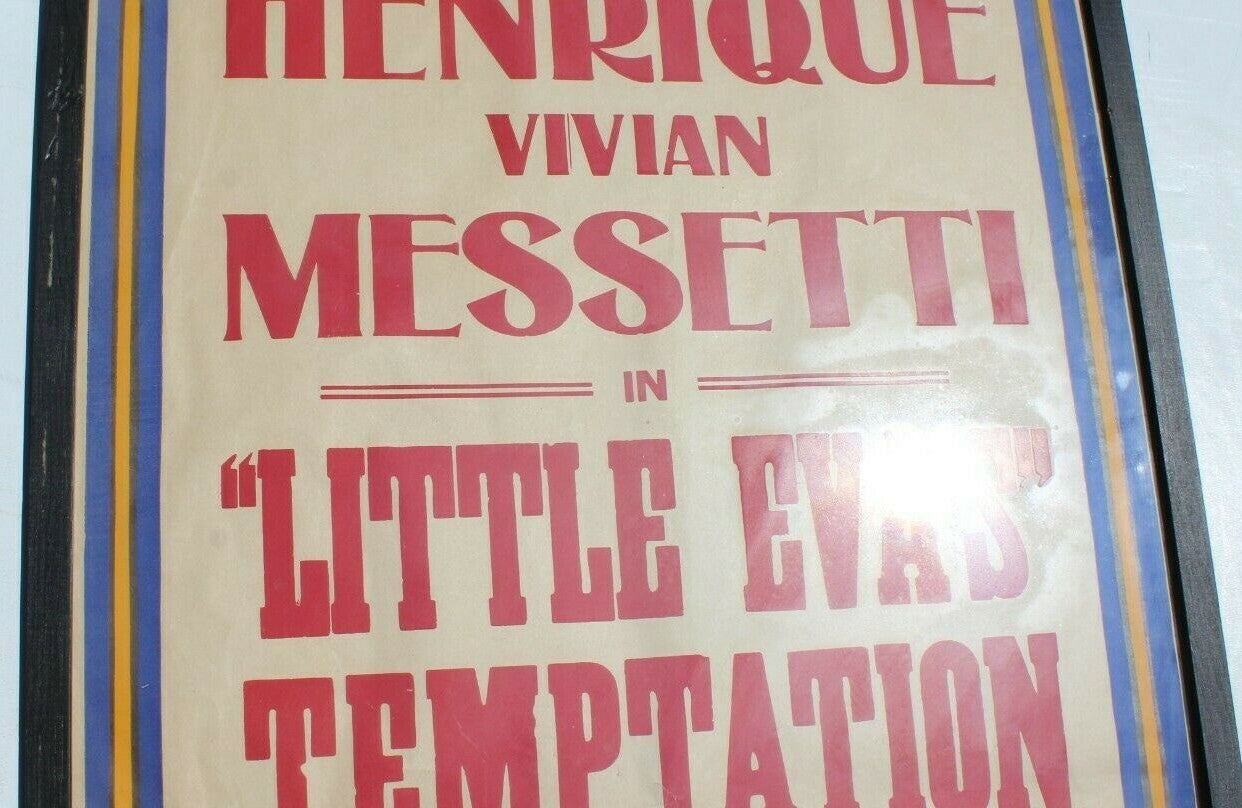 HENRIQUE
VIVIAN
MESSETTI
IN
"LITTLE EVA'S"
TEMPTATION